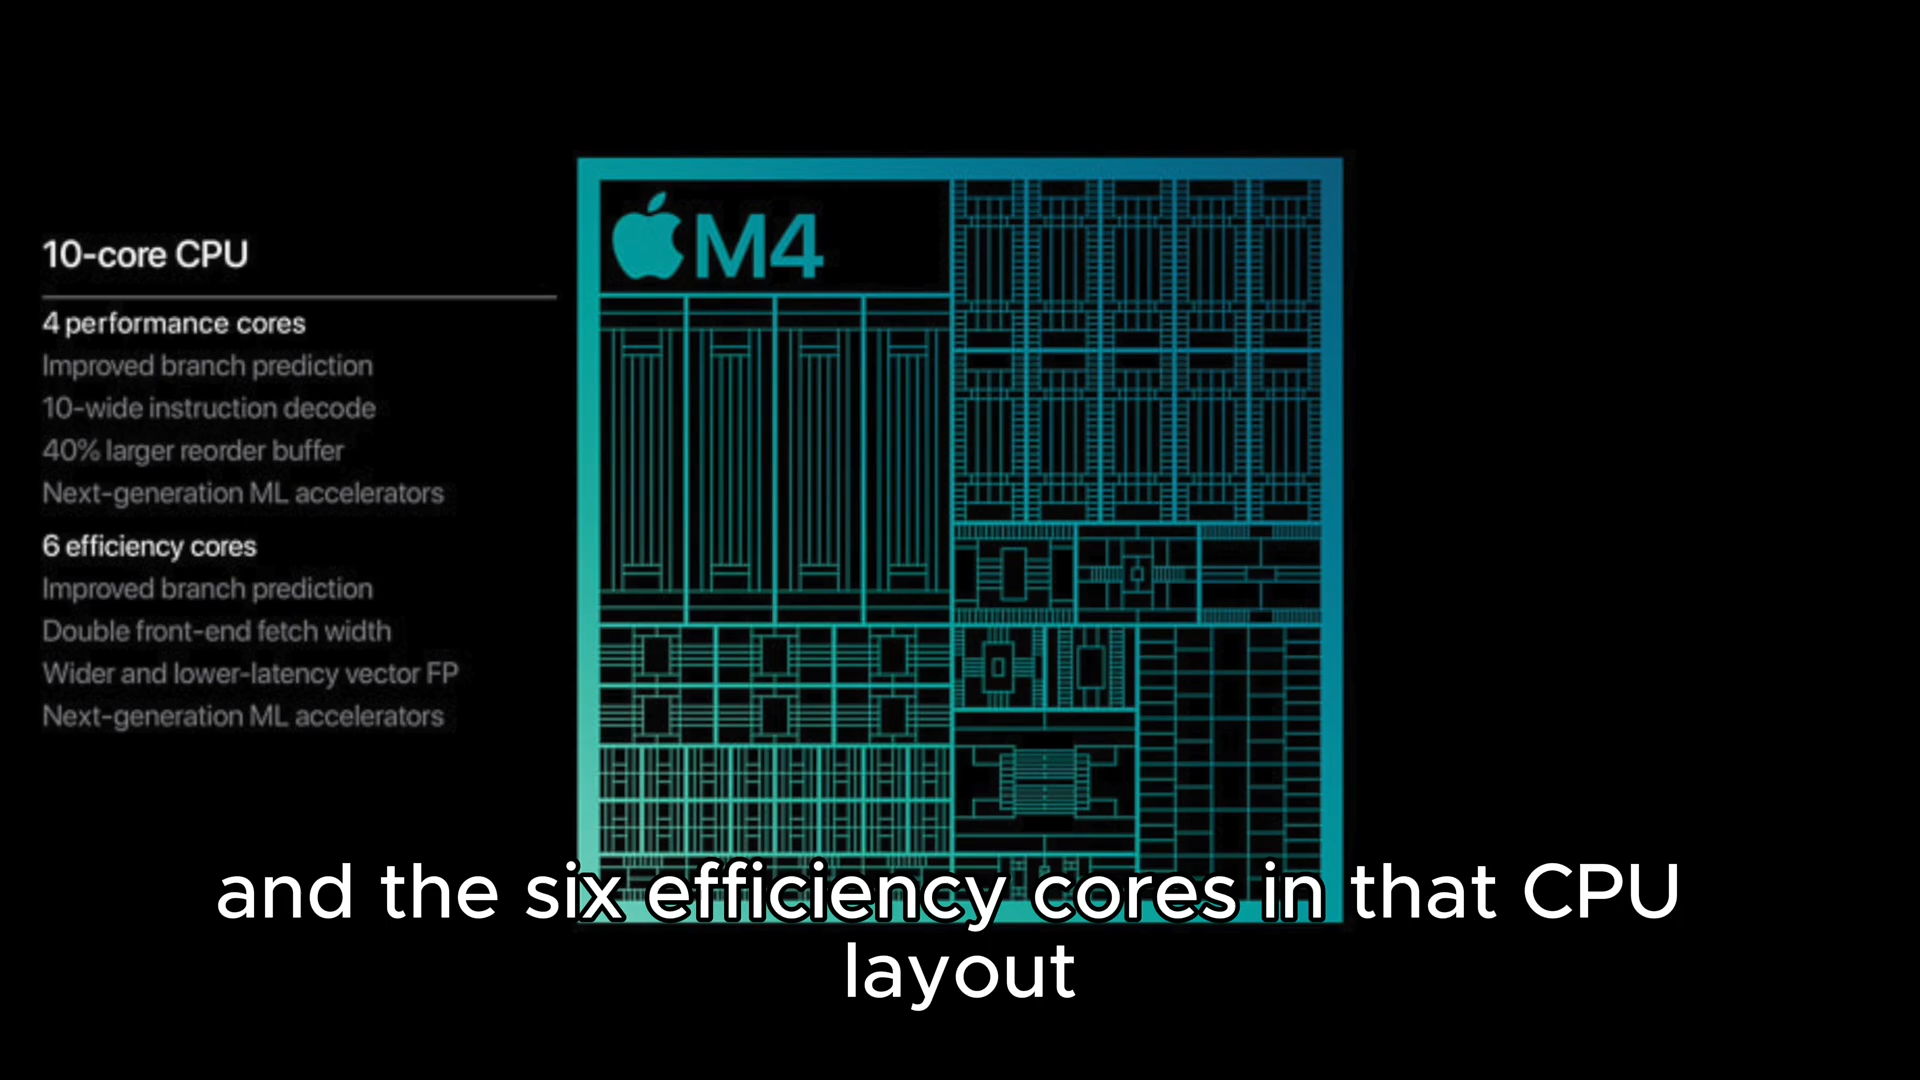 10-core CPU
4 performance cores
Improved branch prediction
10-wide instruction decode
40% larger reorder buffer
Next-generation ML accelerators
6 efficiency cores
Improved branch prediction
Double front-end fetch width
Wider and lower-latency vector FP
Next-generation ML accelerators
M4
and the six efficiency cores in that CPU
layout